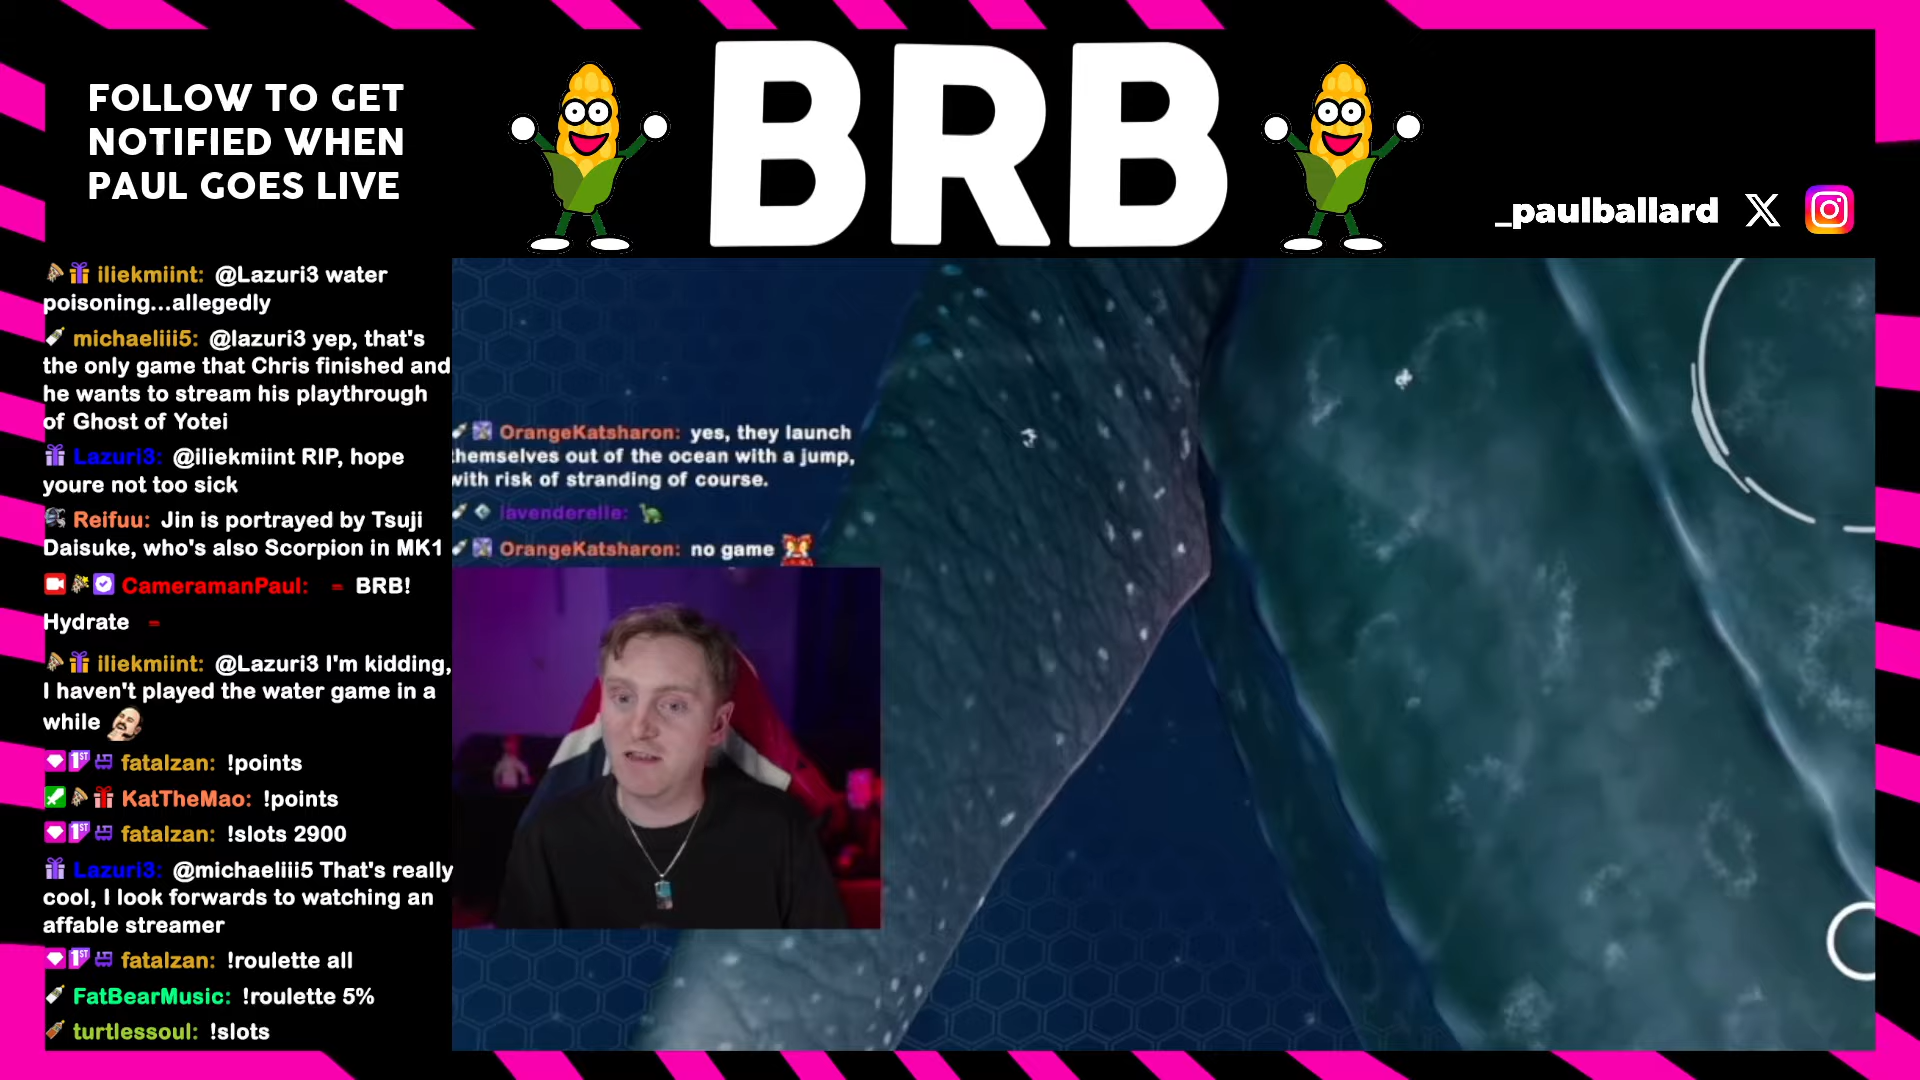 FOLLOW TO GET
NOTIFIED WHEN
PAUL GOES LIVE
BRB
_paulballard
iliekmiint: @Lazuri3 water
poisoning...allegedly
michaeliii5: @lazuri3 yep, that's
the only game that Chris finished and
he wants to stream his playthrough
of Ghost of Yotei
Lazuri3: @iliekmiint RIP, hope
youre not too sick
Reifuu: Jin is portrayed by Tsuji
Daisuke, who's also Scorpion in MK1
CameramanPaul: BRB!
Hydrate
iliekmiint: @Lazuri3 I'm kidding,
I haven't played the water game in a
while
1ST fatalzan: !points
KatTheMao: !points
1ST fatalzan: !slots 2900
Lazuri3: @michaeliii5 That's really
cool, I look forwards to watching an
affable streamer
1ST fatalzan: !roulette all
FatBearMusic: !roulette 5%
turtlessoul: !slots
OrangeKatsharon: yes, they launch
themselves out of the ocean with a jump,
with risk of stranding of course.
lavenderelle:
OrangeKatsharon: no game